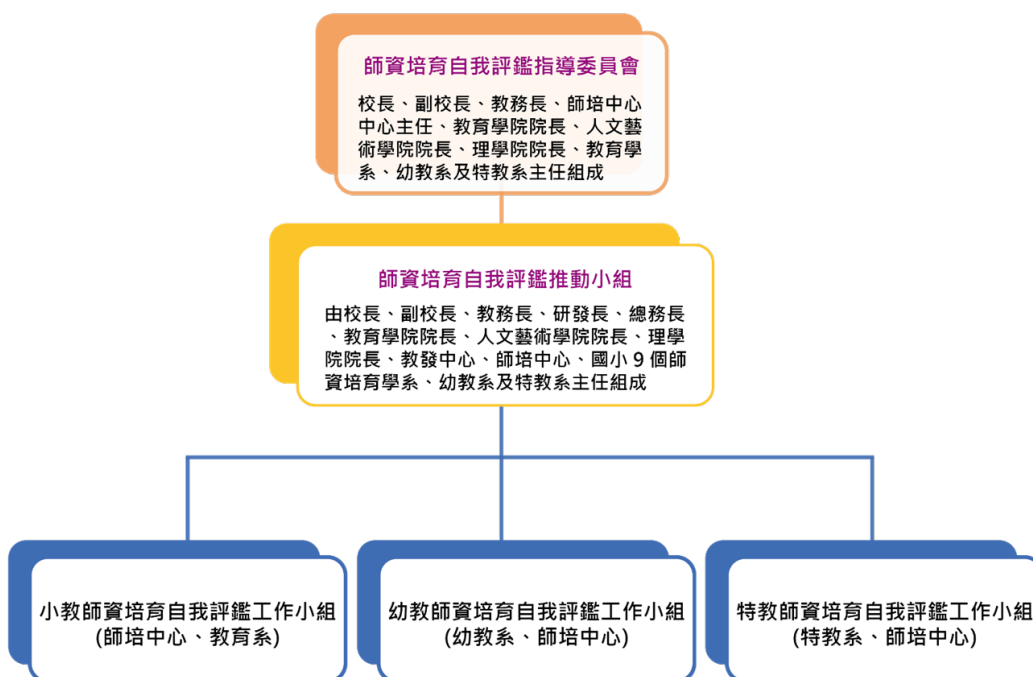 師資培育自我評鑑指導委員會
校長、副校長、教務長、師培中心
中心主任、教育學院院長、人文藝
術學院院長、理學院院長、教育學
系、幼教系及特教系主任組成
師資培育自我評鑑推動小組
由校長、副校長、教務長、研發長、總務長
、教育學院院長、人文藝術學院院長、理學
院院長、教發中心、師培中心、國小 9 個師
資培育學系、幼教系及特教系主任組成
小教師資培育自我評鑑工作小組
(師培中心、教育系)
幼教師資培育自我評鑑工作小組
(幼教系、師培中心)
特教師資培育自我評鑑工作小組
(特教系、師培中心)